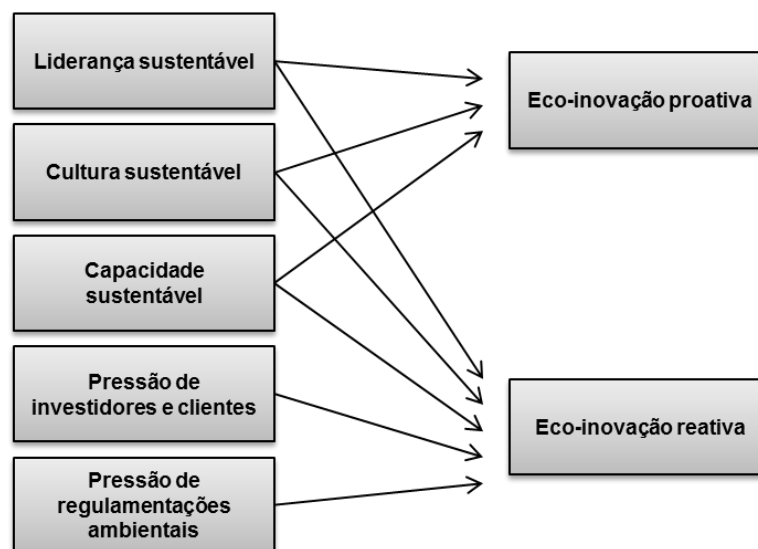 Liderança sustentável
Cultura sustentável
Capacidade
sustentável
Pressão de
investidores e clientes
Pressão de
regulamentações
ambientais
Eco-inovação proativa
Eco-inovação reativa